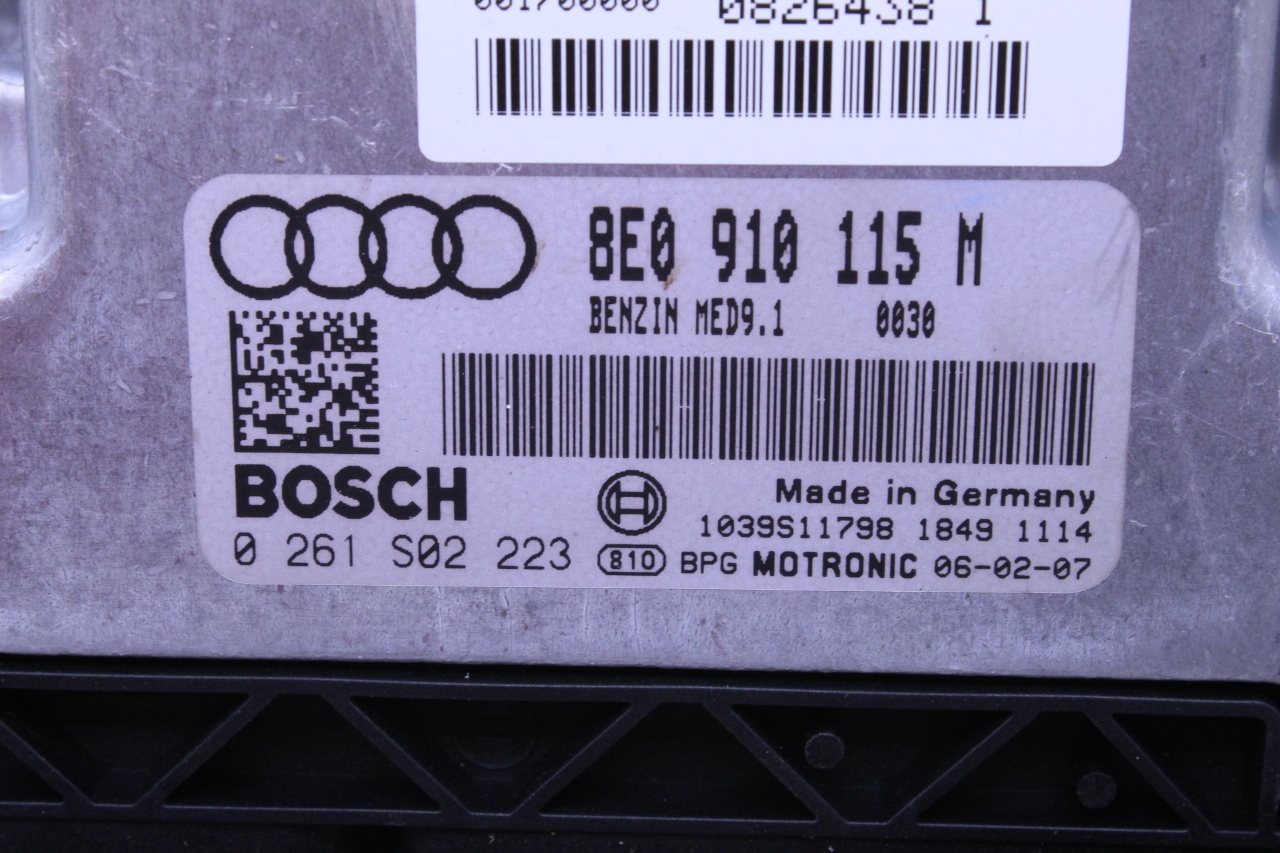 0826438 1
8E0 910 115 M
BENZIN MED9.1 0030
BOSCH
Made in Germany
1039S11798 1849 1114
0 261 S02 223
810 BPG MOTRONIC 06-02-07